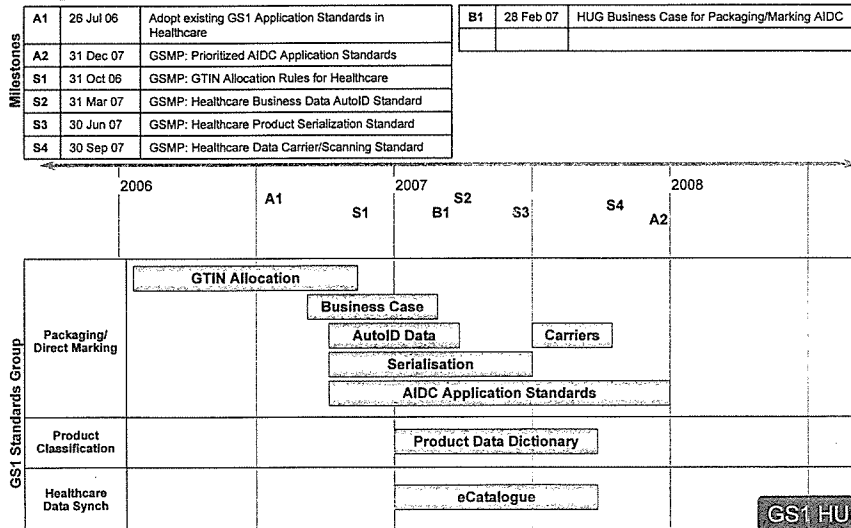 Milestones
A1 26 Jul 06 Adopt existing GS1 Application Standards in
Healthcare
A2 31 Dec 07 GSMP: Prioritized AIDC Application Standards
S1 31 Oct 06 GSMP: GTIN Allocation Rules for Healthcare
S2 31 Mar 07 GSMP: Healthcare Business Data AutoID Standard
S3 30 Jun 07 GSMP: Healthcare Product Serialization Standard
S4 30 Sep 07 GSMP: Healthcare Data Carrier/Scanning Standard
B1 28 Feb 07 HUG Business Case for Packaging/Marking AIDC
2006 2007 2008
A1 S1 B1 S2 S3 S4 A2
GS1 Standards Group
Packaging/
Direct Marking
GTIN Allocation
Business Case
AutoID Data Carriers
Serialisation
AIDC Application Standards
Product
Classification
Product Data Dictionary
Healthcare
Data Synch
eCatalogue
GS1 HU